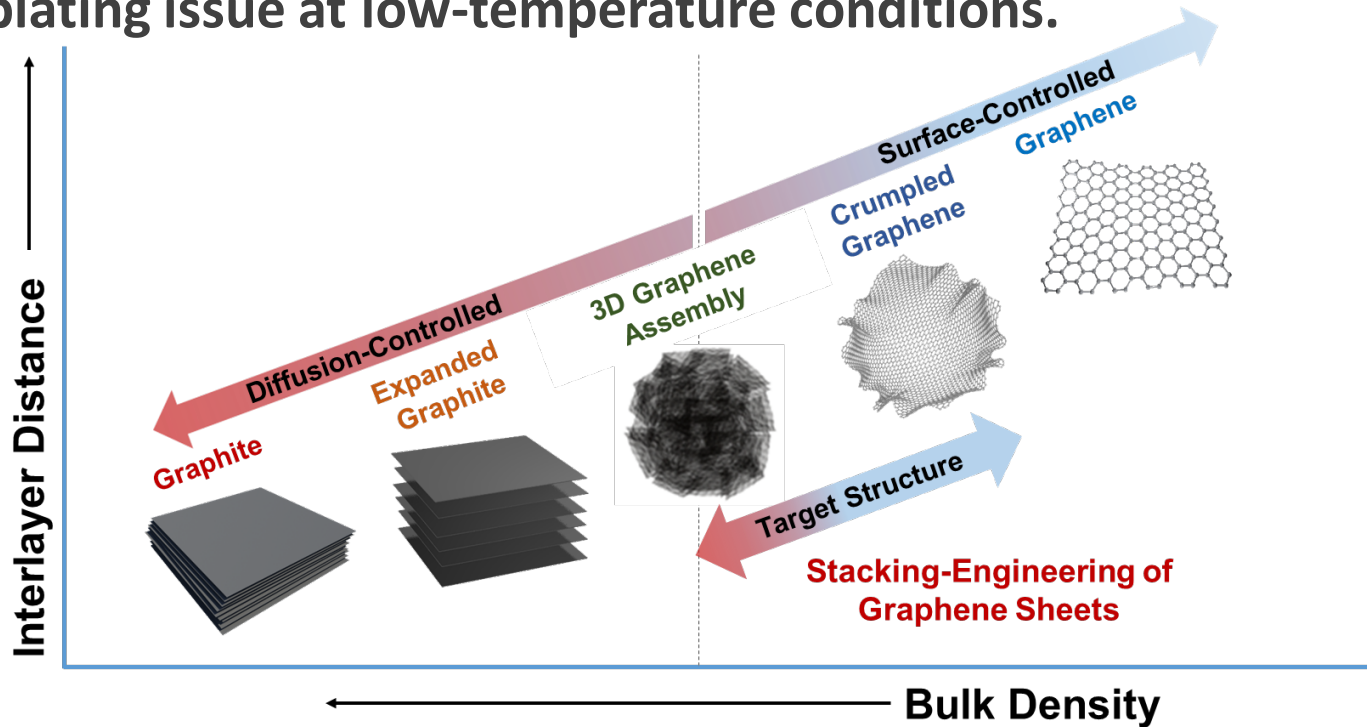 plating issue at low-temperature conditions.
Surface-Controlled
Graphene
Crumpled
Graphene
3D Graphene
Assembly
Diffusion-Controlled
Expanded
Graphite
Graphite
Target Structure
Stacking-Engineering of
Graphene Sheets
Interlayer Distance
Bulk Density